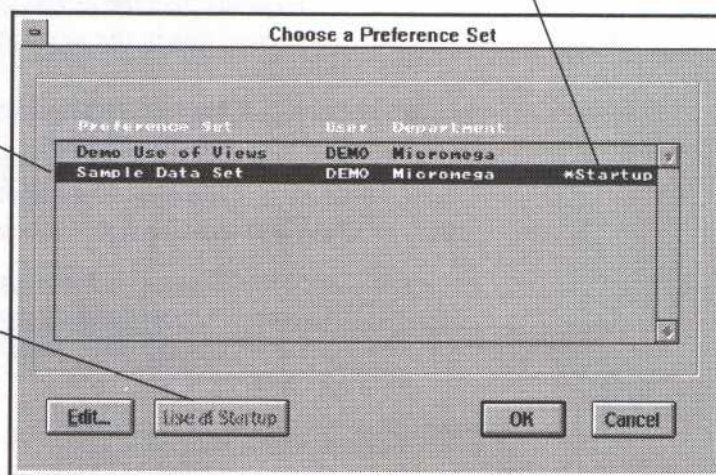 Choose a Preference Set
Preference Set User Department
Demo Use of Views DEMO Micromega
Sample Data Set DEMO Micromega *Startup
Edit... Use at Startup OK Cancel